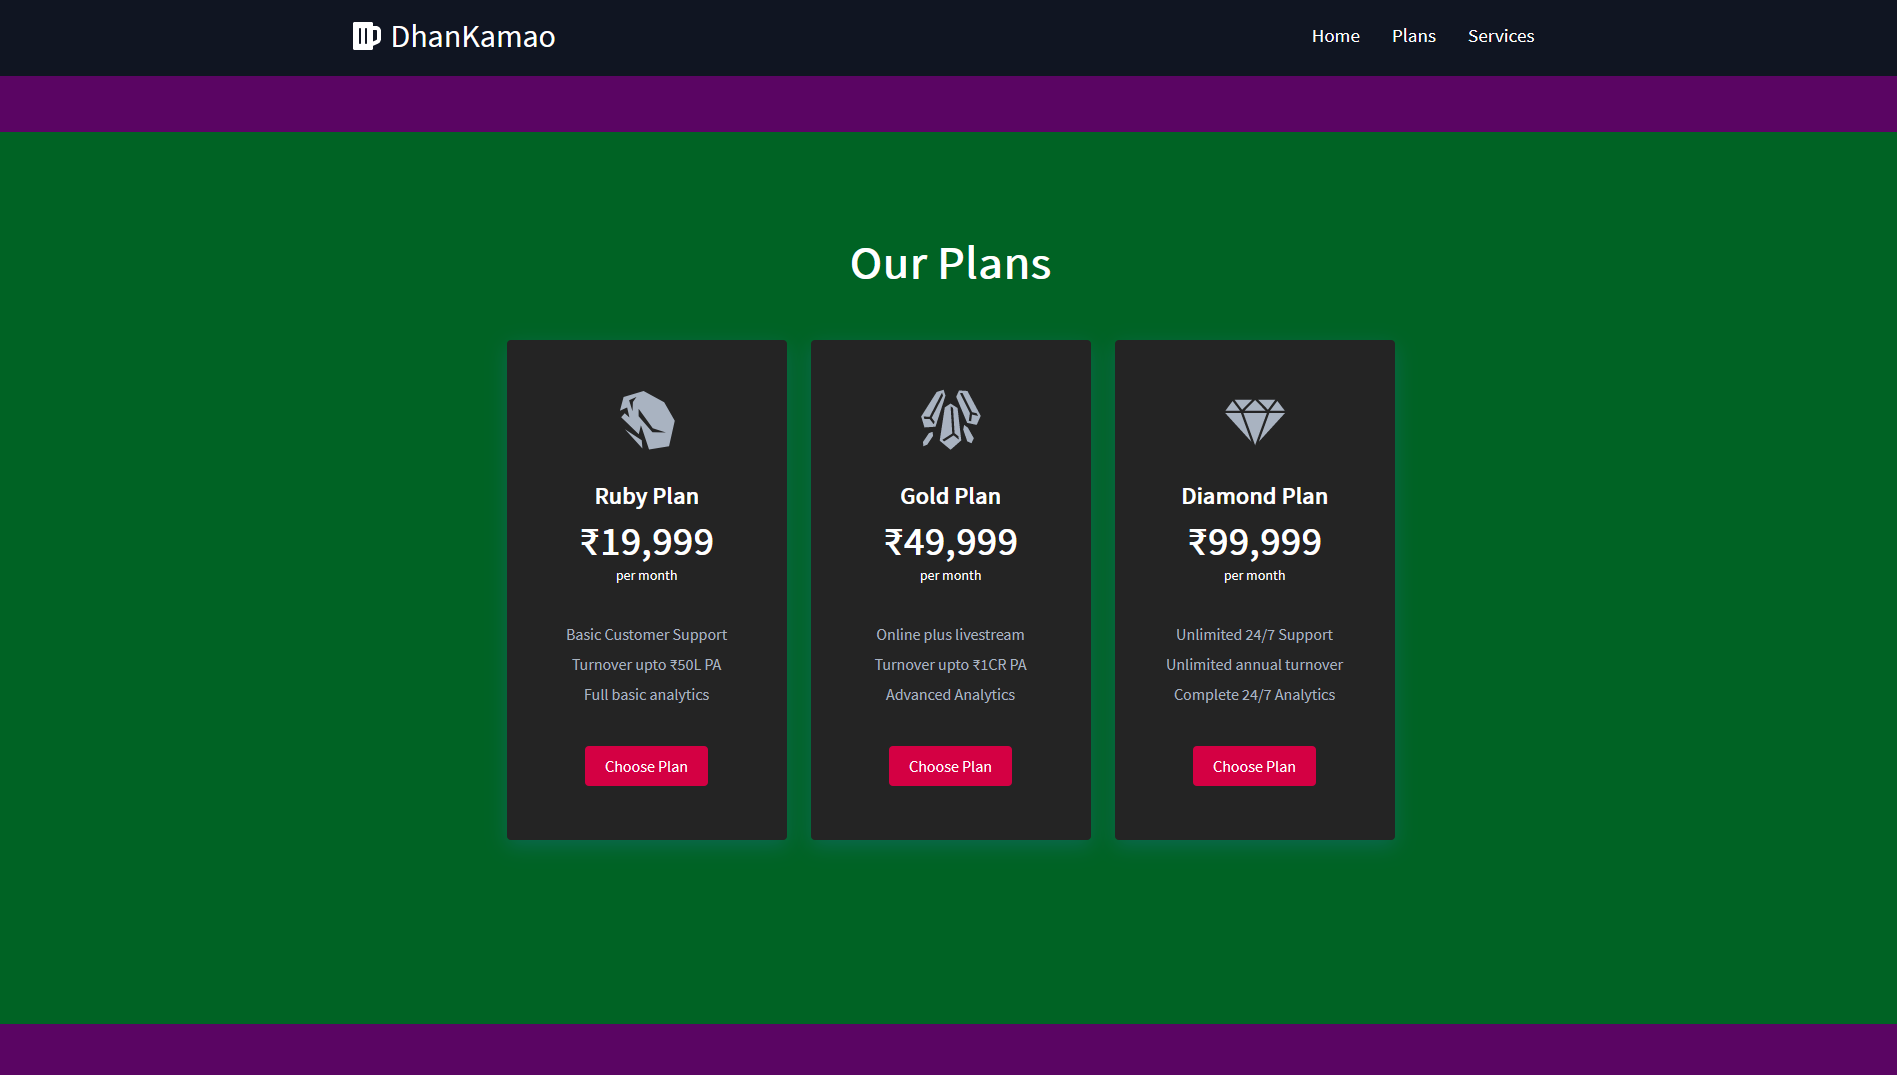 DhanKamao
Home Plans Services
Our Plans
Ruby Plan
₹19,999
per month
Basic Customer Support
Turnover upto ₹50L PA
Full basic analytics
Choose Plan
Gold Plan
₹49,999
per month
Online plus livestream
Turnover upto ₹1CR PA
Advanced Analytics
Choose Plan
Diamond Plan
₹99,999
per month
Unlimited 24/7 Support
Unlimited annual turnover
Complete 24/7 Analytics
Choose Plan